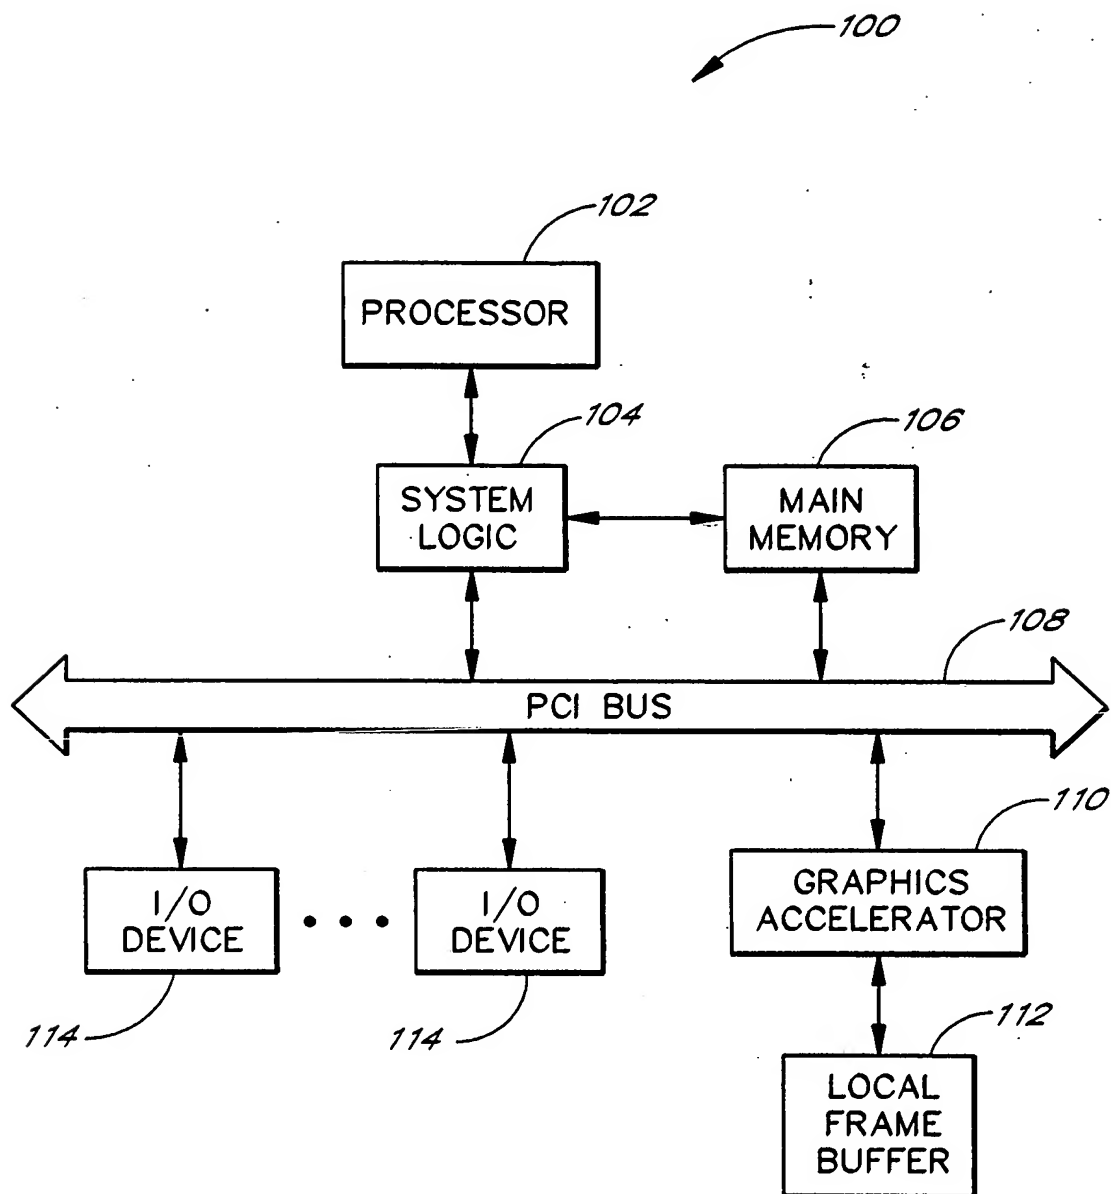 100
102
PROCESSOR
104
SYSTEM
LOGIC
106
MAIN
MEMORY
108
PCI BUS
110
I/O
DEVICE
I/O
DEVICE
GRAPHICS
ACCELERATOR
114
114
112
LOCAL
FRAME
BUFFER